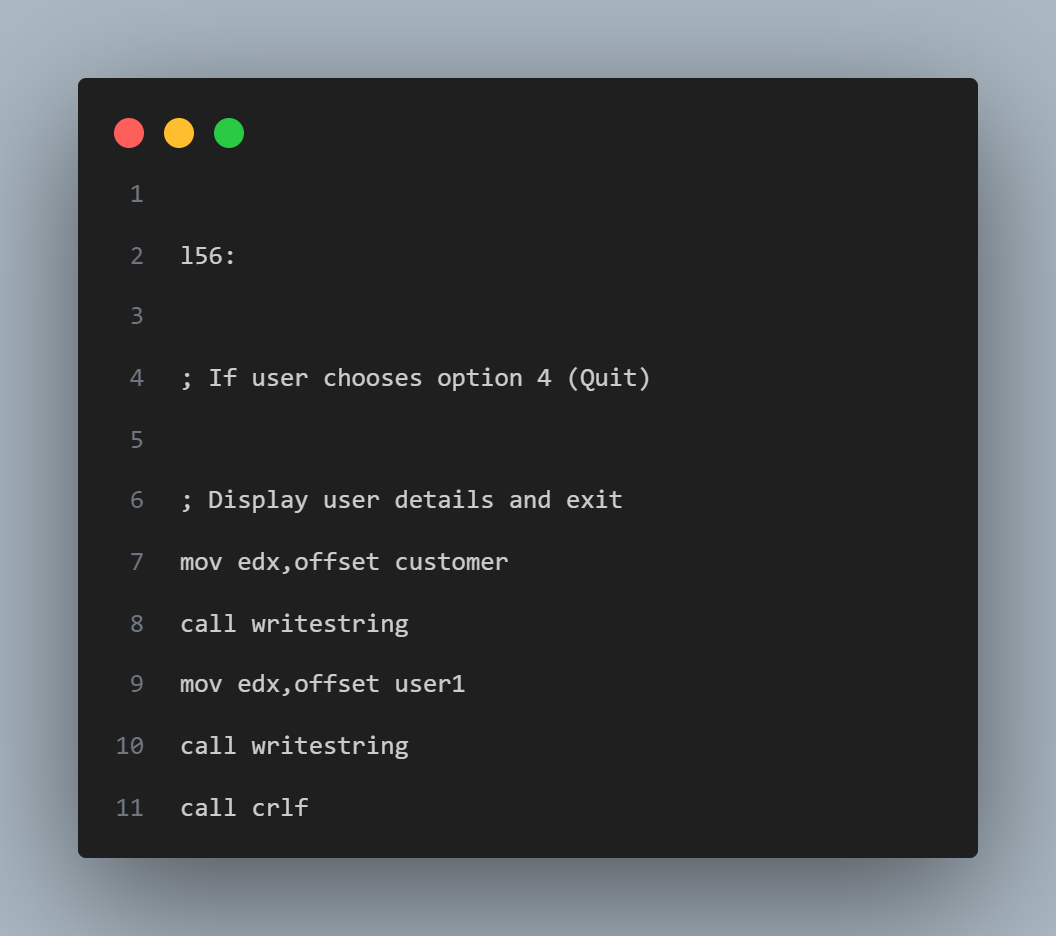 1
2 l56:
3
4 ; If user chooses option 4 (Quit)
5
6 ; Display user details and exit
7 mov edx,offset customer
8 call writestring
9 mov edx,offset user1
10 call writestring
11 call crlf